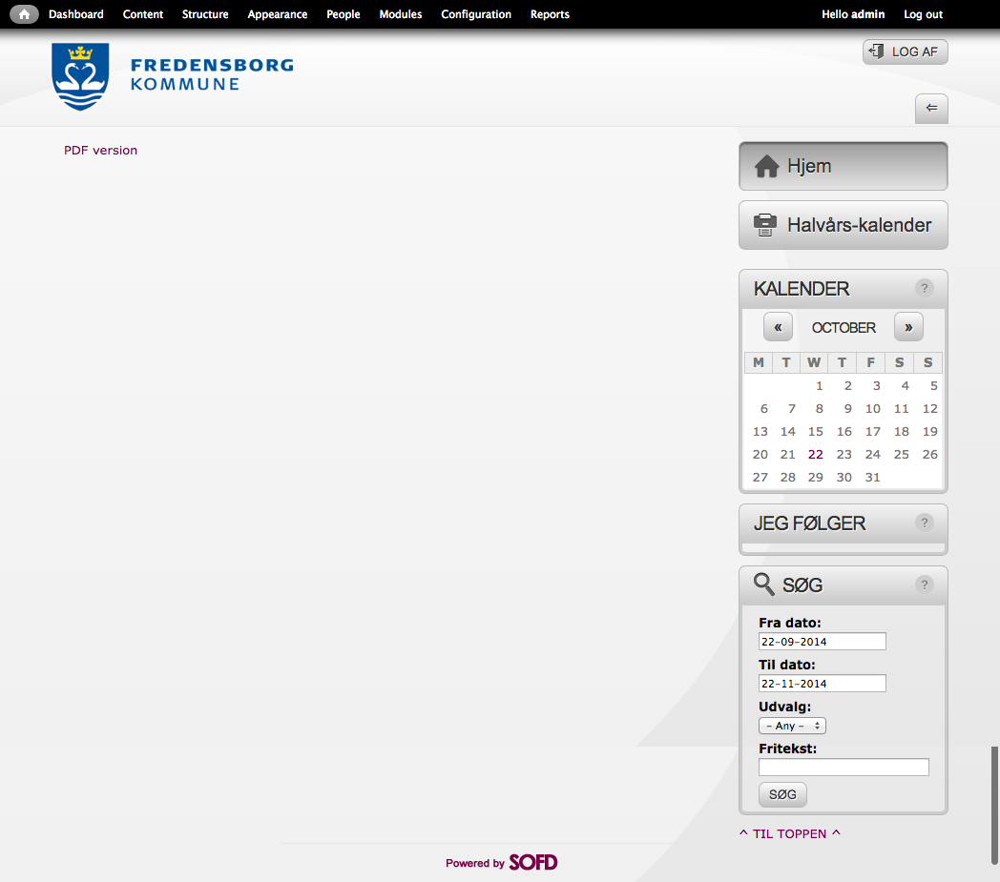 Dashboard Content Structure Appearance People Modules Configuration Reports Hello admin Log out
FREDENSBORG
KOMMUNE
LOG AF
⇐
PDF version
Hjem
Halvårs-kalender
KALENDER ?
« OCTOBER »
M T W T F S S
1 2 3 4 5
6 7 8 9 10 11 12
13 14 15 16 17 18 19
20 21 22 23 24 25 26
27 28 29 30 31
JEG FØLGER ?
SØG ?
Fra dato:
22-09-2014
Til dato:
22-11-2014
Udvalg:
- Any -
Fritekst:
SØG
^ TIL TOPPEN ^
Powered by SOFD